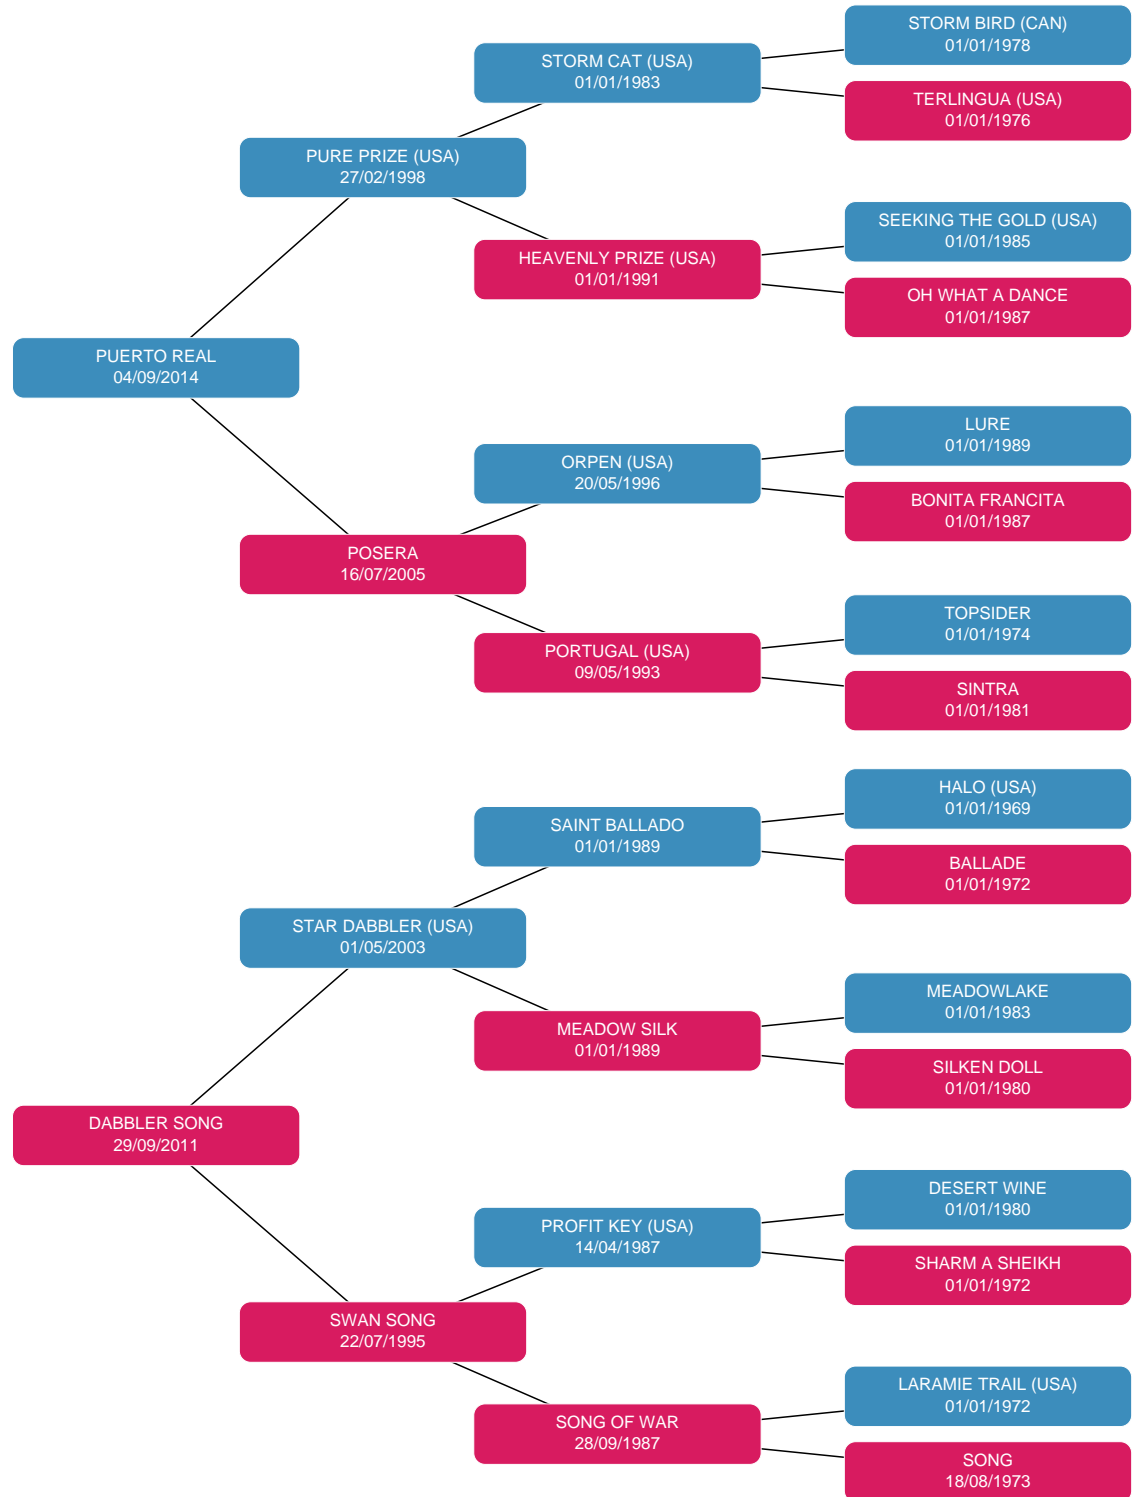 STORM BIRD (CAN)
01/01/1978
STORM CAT (USA)
01/01/1983
TERLINGUA (USA)
01/01/1976
PURE PRIZE (USA)
27/02/1998
SEEKING THE GOLD (USA)
01/01/1985
HEAVENLY PRIZE (USA)
01/01/1991
OH WHAT A DANCE
01/01/1987
PUERTO REAL
04/09/2014
LURE
01/01/1989
ORPEN (USA)
20/05/1996
BONITA FRANCITA
01/01/1987
POSERA
16/07/2005
TOPSIDER
01/01/1974
PORTUGAL (USA)
09/05/1993
SINTRA
01/01/1981
HALO (USA)
01/01/1969
SAINT BALLADO
01/01/1989
BALLADE
01/01/1972
STAR DABBLER (USA)
01/05/2003
MEADOWLAKE
01/01/1983
MEADOW SILK
01/01/1989
SILKEN DOLL
01/01/1980
DABBLER SONG
29/09/2011
DESERT WINE
01/01/1980
PROFIT KEY (USA)
14/04/1987
SHARM A SHEIKH
01/01/1972
SWAN SONG
22/07/1995
LARAMIE TRAIL (USA)
01/01/1972
SONG OF WAR
28/09/1987
SONG
18/08/1973